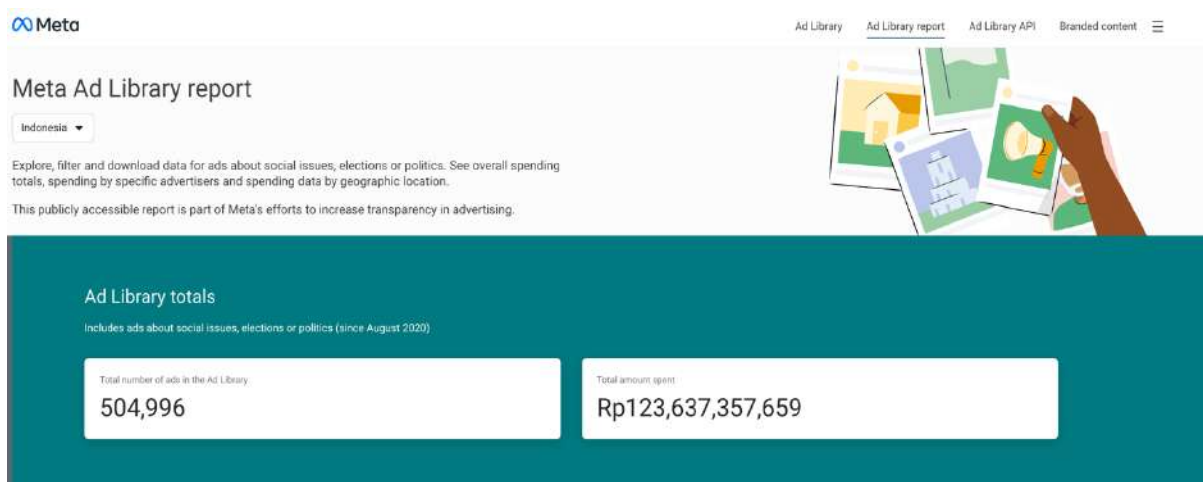 Meta
Ad Library
Ad Library report
Ad Library API
Branded content
Meta Ad Library report
Indonesia
Explore, filter and download data for ads about social issues, elections or politics. See overall spending
totals, spending by specific advertisers and spending data by geographic location.
This publicly accessible report is part of Meta's efforts to increase transparency in advertising.
Ad Library totals
Includes ads about social issues, elections or politics (since August 2020)
Total number of ads in the Ad Library
504,996
Total amount spent
Rp123,637,357,659